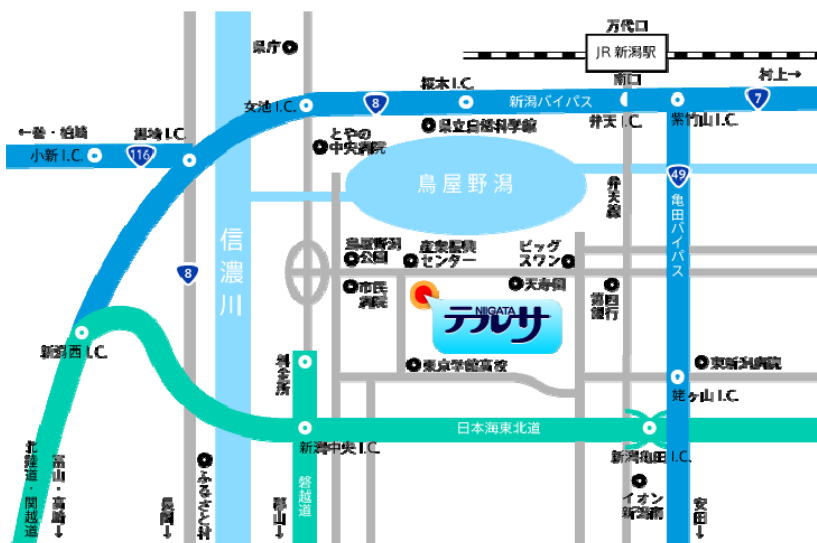 万代口
JR 新潟駅
南口
県庁
桜木 I.C.
村上→
女池 I.C.
8
新潟バイパス
7
弁天 I.C.
紫竹山 I.C.
←巻・柏崎
黒埼 I.C.
小新 I.C.
116
とやの
中央病院
県立自然科学館
鳥屋野潟
弁天線
49
亀田バイパス
信濃川
8
鳥屋野潟
公園
産業振興
センター
ビッグ
スワン
市民
病院
天寿園
第四
銀行
NIIGATA
テルサ
新潟西 I.C.
料金所
東京学館高校
東新潟病院
姥ヶ山 I.C.
新潟中央 I.C.
日本海東北道
新潟亀田 I.C.
北陸道・関越道
富山・高崎→
長岡→
ふるさと村
郡山→
磐越道
イオン
新潟南
安田→